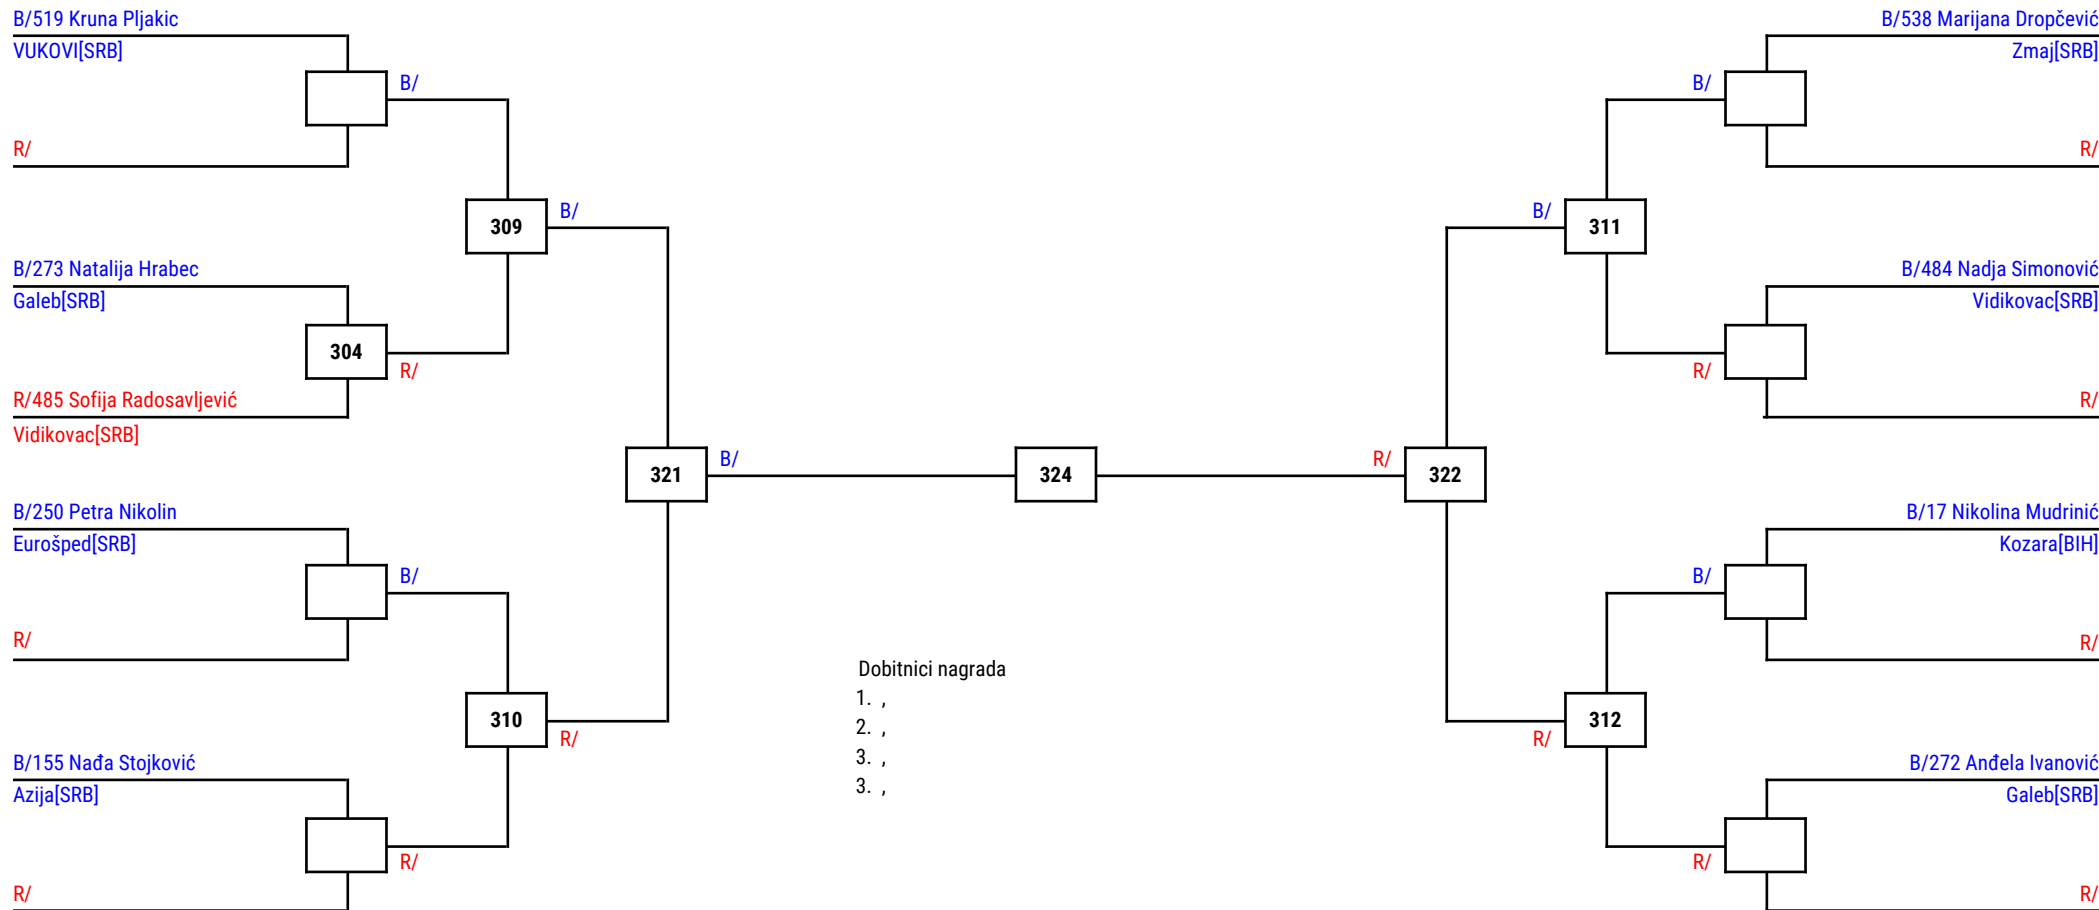 B/519 Kruna Pljakic
VUKOVI[SRB]
B/
R/
309
B/
B/273 Natalija Hrabec
Galeb[SRB]
304
R/
R/485 Sofija Radosavljević
Vidikovac[SRB]
321
B/
B/250 Petra Nikolin
Eurošped[SRB]
B/
R/
310
R/
B/155 Nađa Stojković
Azija[SRB]
R/
R/
324
Dobitnici nagrada
1. ,
2. ,
3. ,
3. ,
B/538 Marijana Dropčević
Zmaj[SRB]
B/
R/
B/
311
B/484 Nadja Simonović
Vidikovac[SRB]
R/
R/
R/
322
B/17 Nikolina Mudrinić
Kozara[BIH]
B/
R/
312
R/
B/272 Anđela Ivanović
Galeb[SRB]
R/
R/